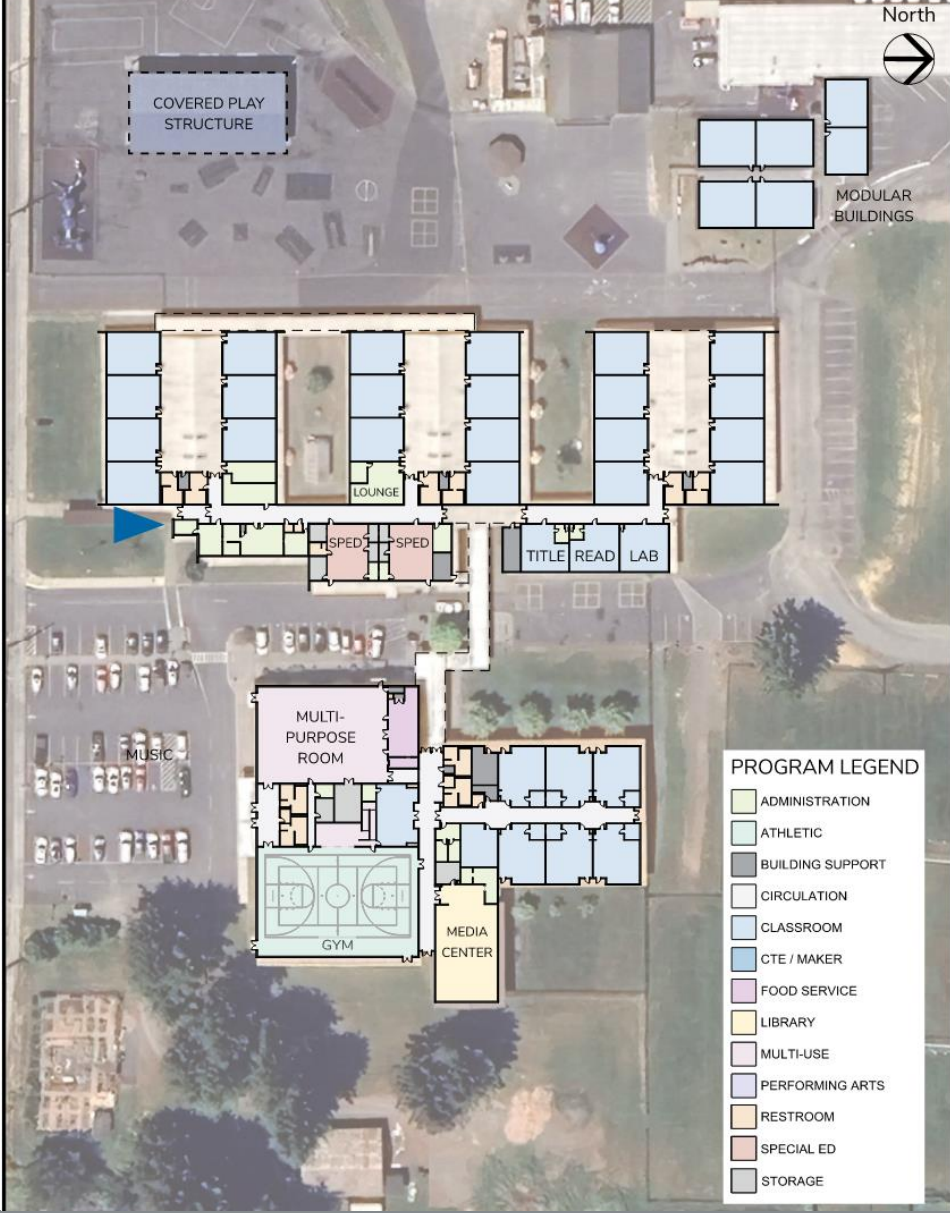 North
COVERED PLAY
STRUCTURE
MODULAR
BUILDINGS
LOUNGE
SPED
SPED
TITLE
READ
LAB
MULTI-
PURPOSE
ROOM
MUSIC
GYM
MEDIA
CENTER
PROGRAM LEGEND
ADMINISTRATION
ATHLETIC
BUILDING SUPPORT
CIRCULATION
CLASSROOM
CTE / MAKER
FOOD SERVICE
LIBRARY
MULTI-USE
PERFORMING ARTS
RESTROOM
SPECIAL ED
STORAGE